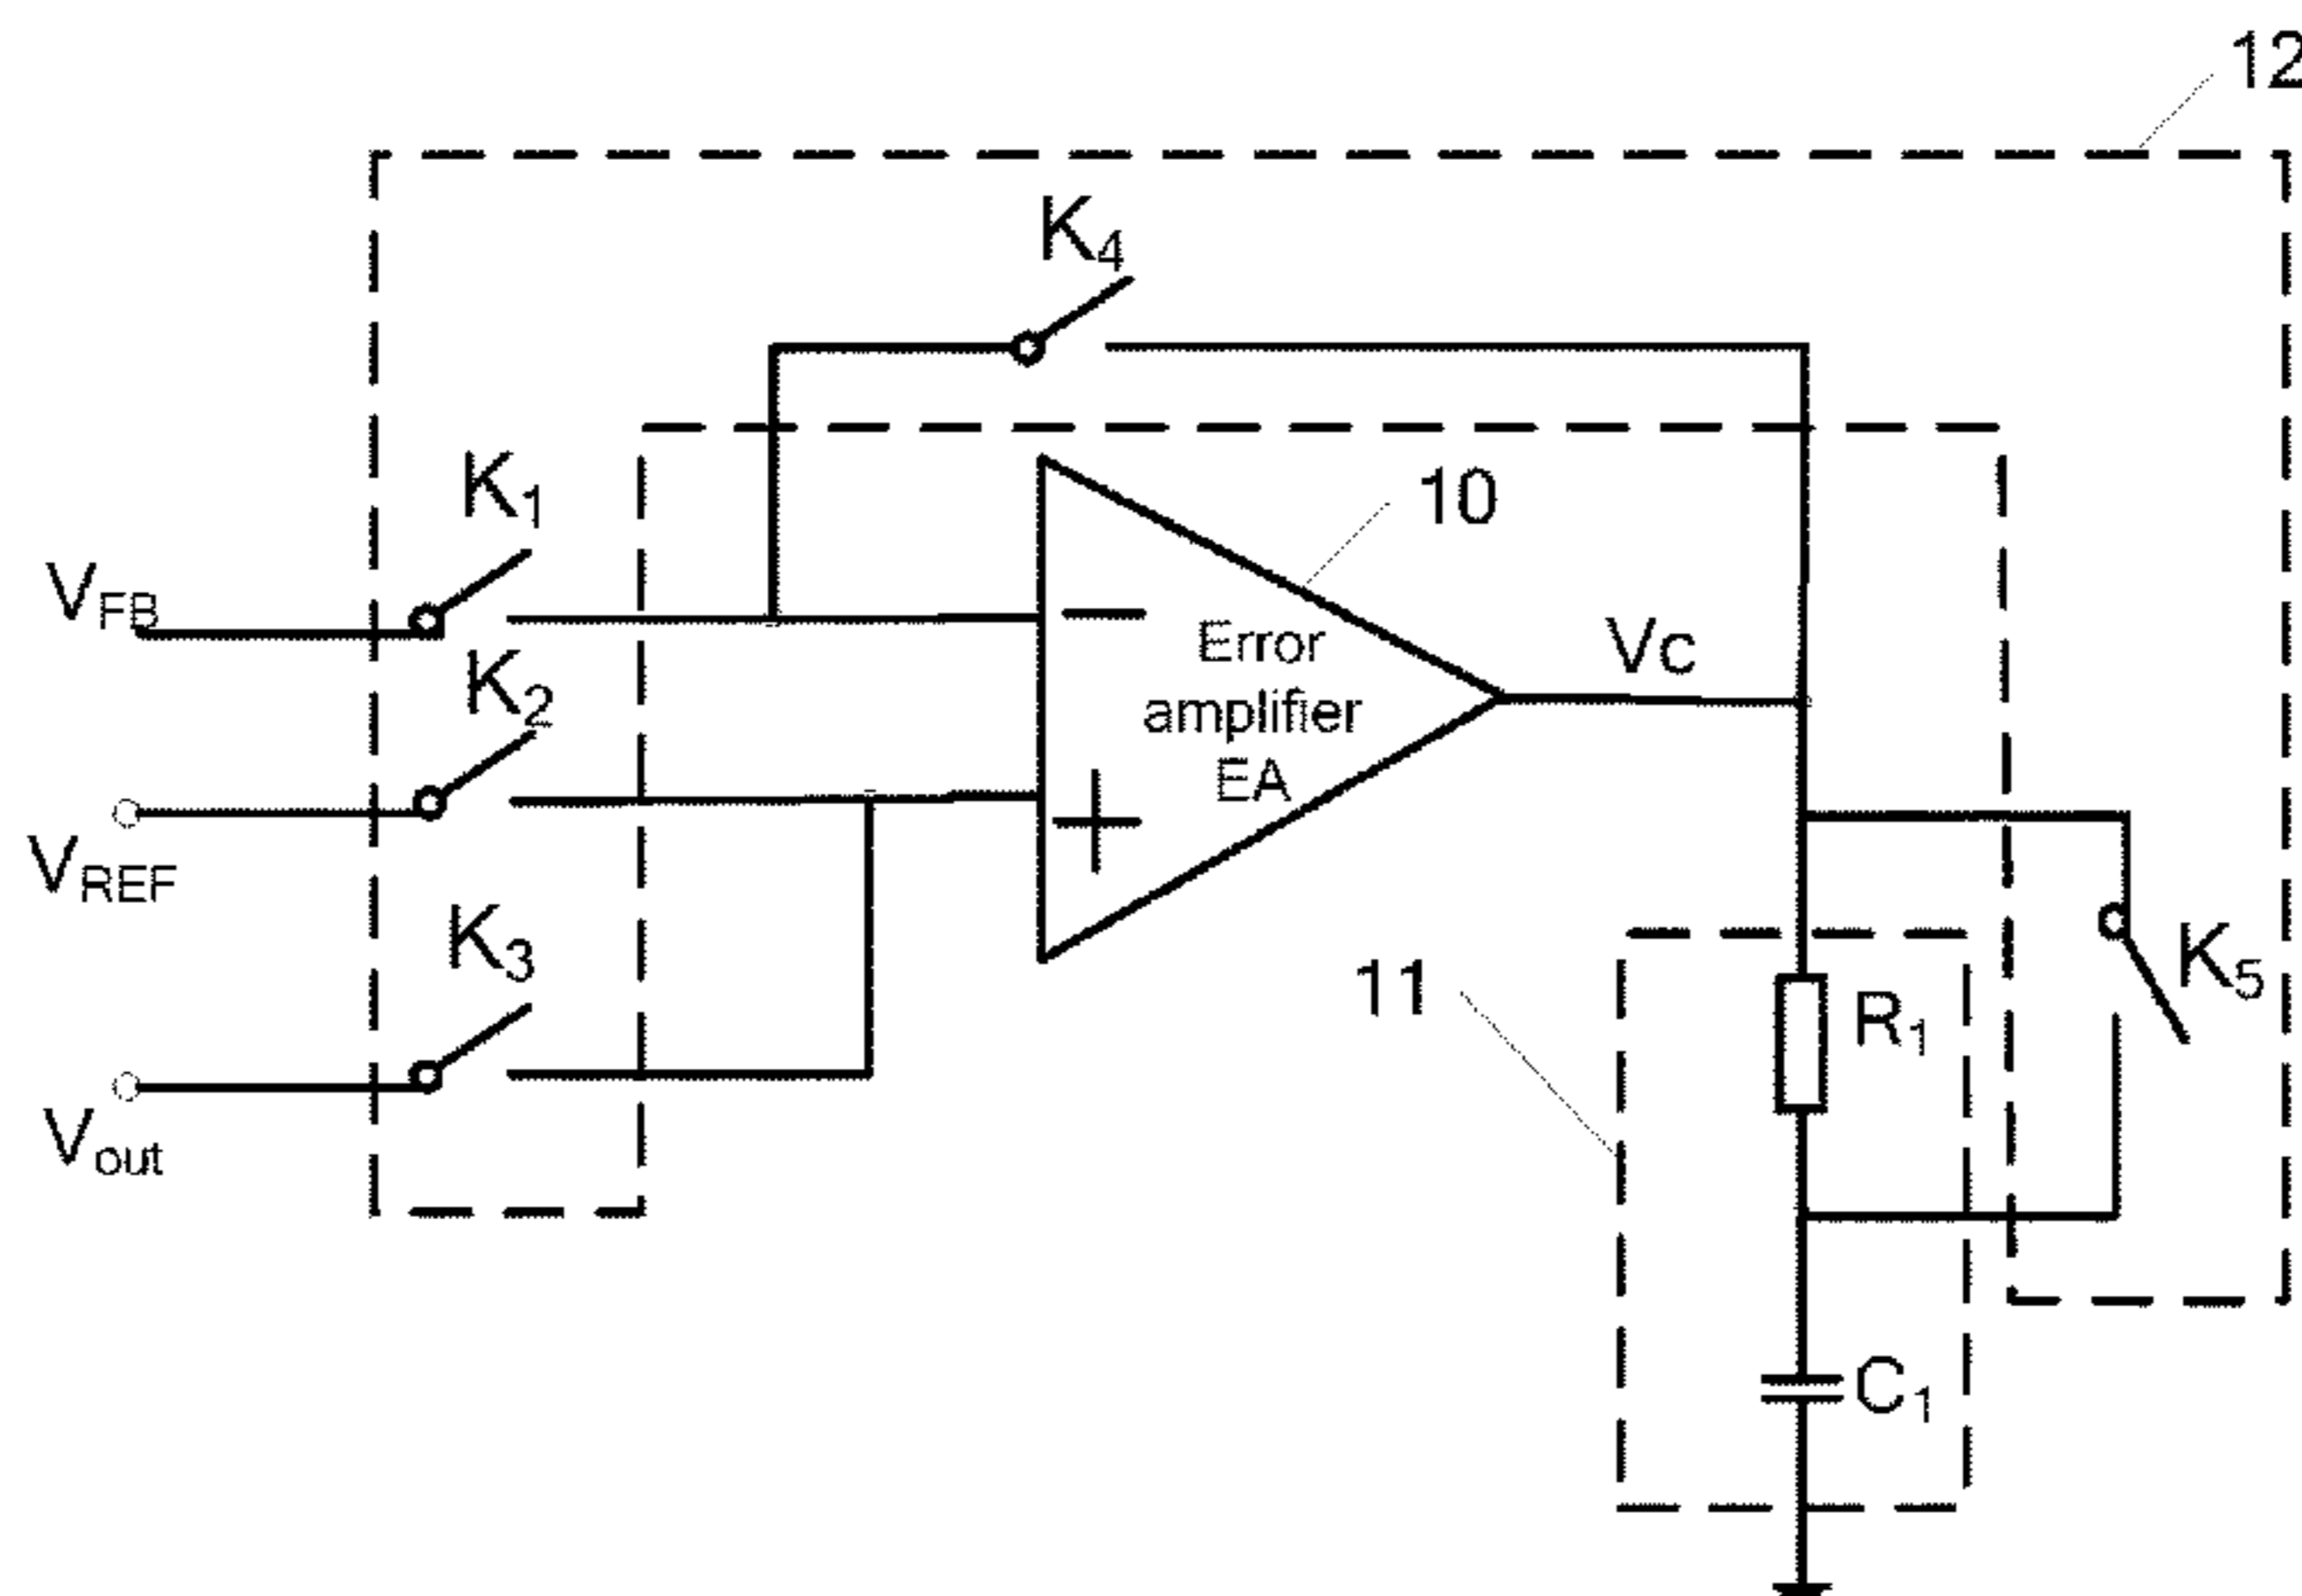 12
K4
K1
10
VFB
Error
amplifier
EA
Vc
K2
VREF
K3
11
R1
K5
Vout
C1